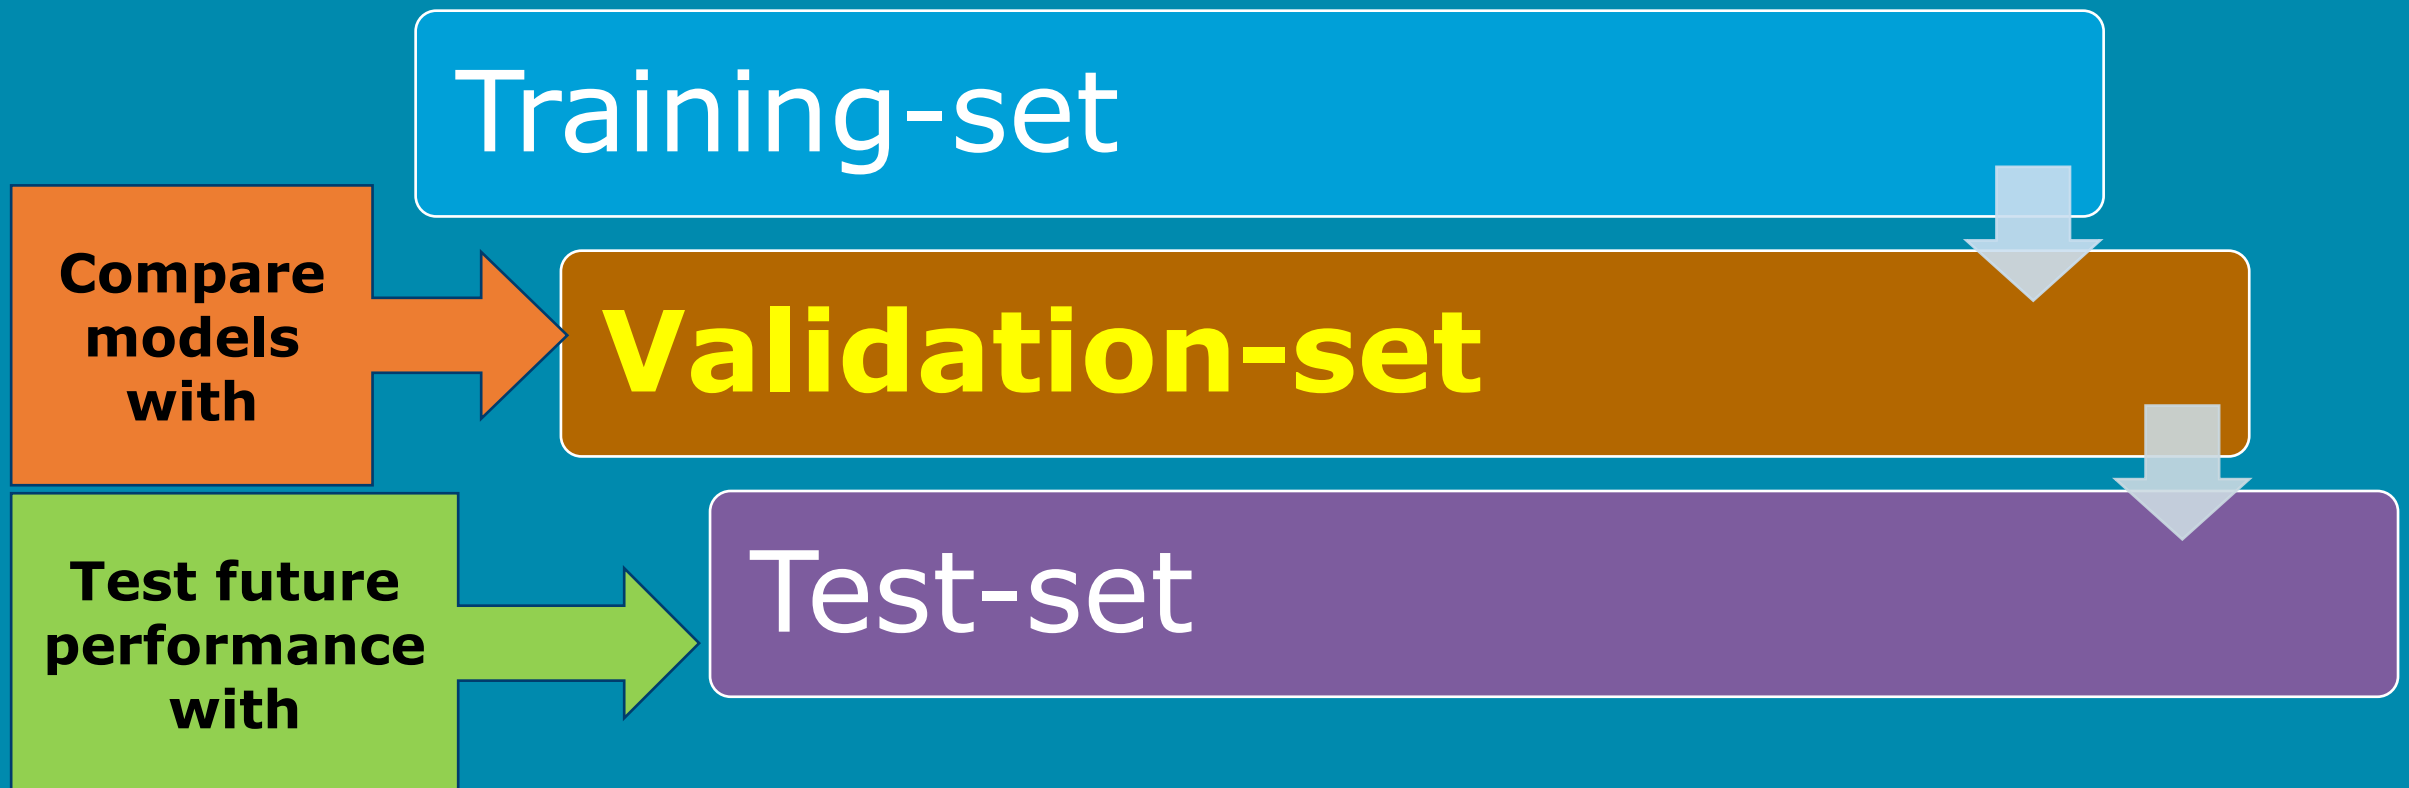 Training-set
Compare
models
with
Validation-set
Test future
performance
with
Test-set